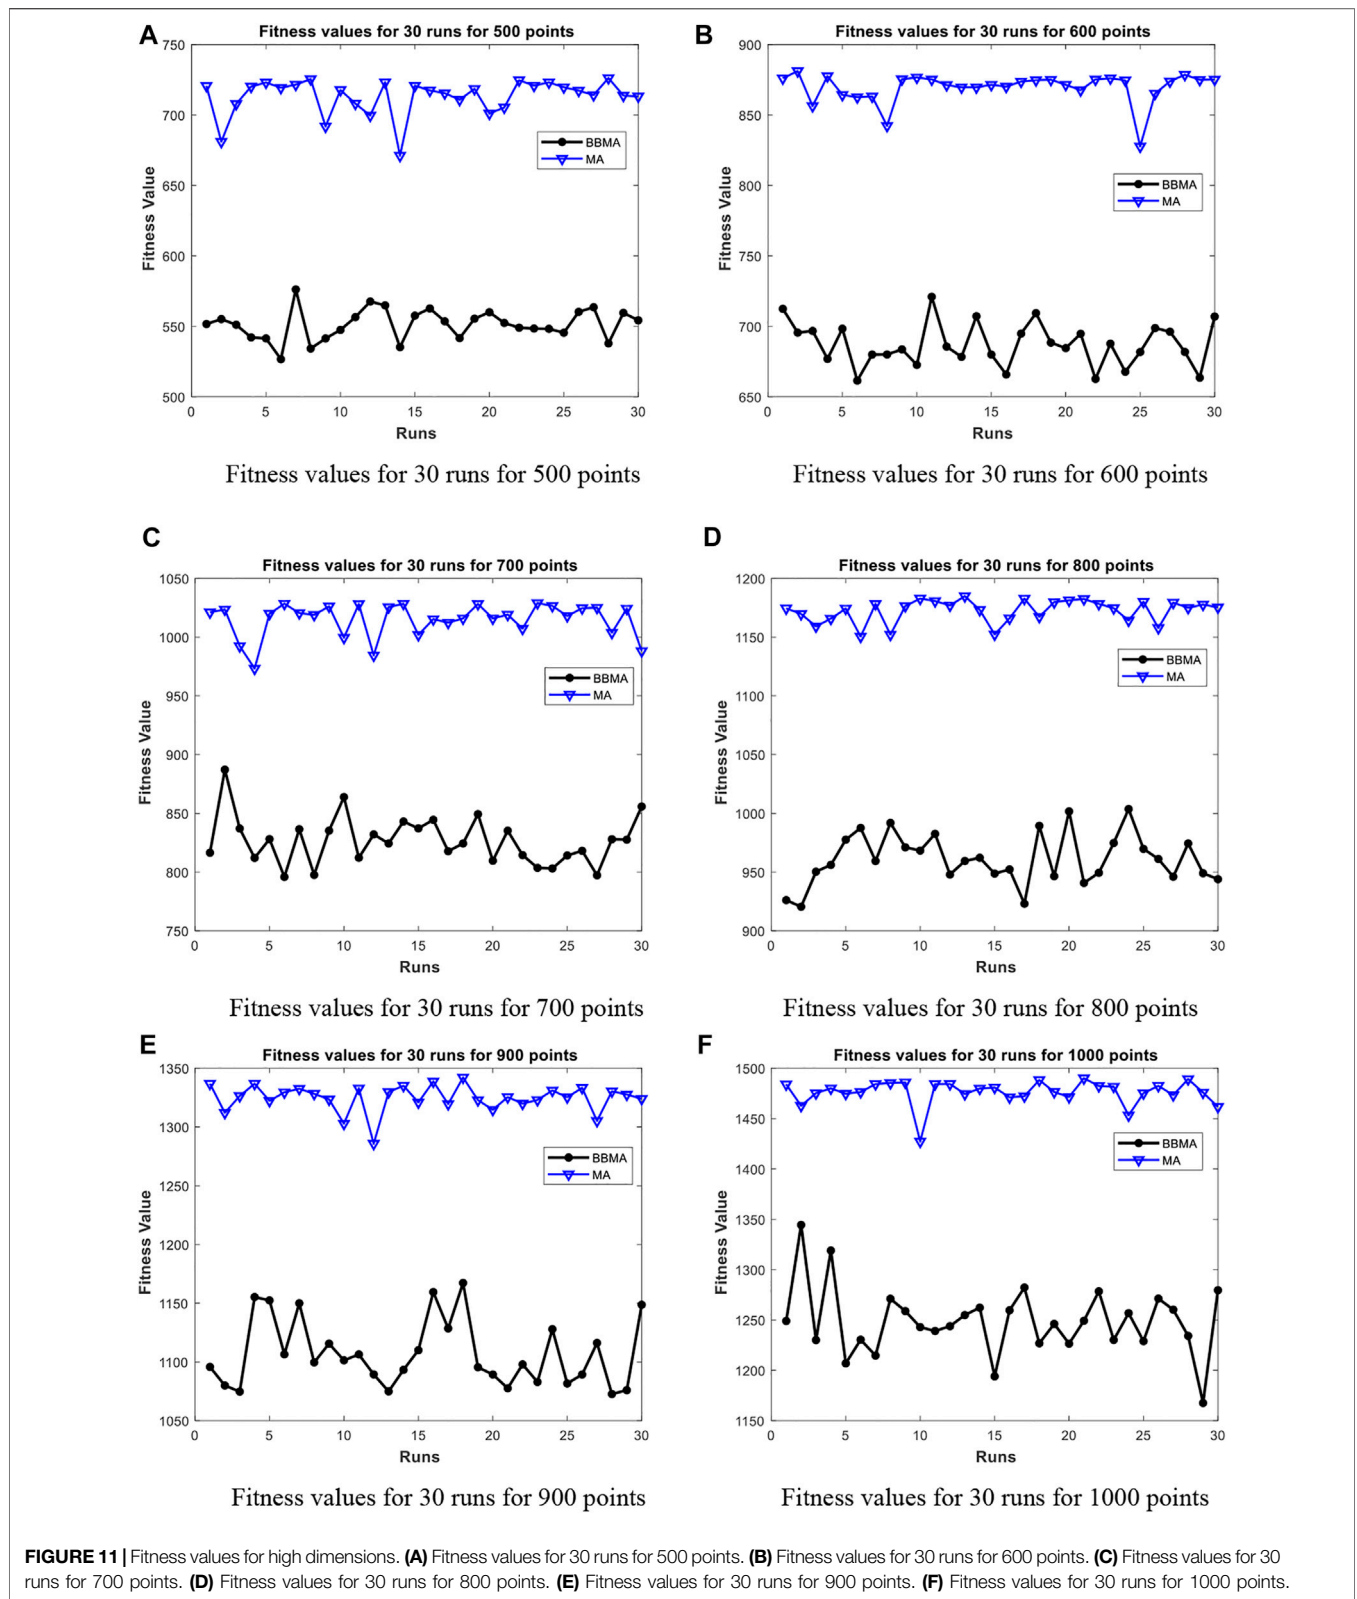 A
Fitness values for 30 runs for 500 points
750
700
650
600
550
500
Fitness Value
BBMA
MA
0 5 10 15 20 25 30
Runs
Fitness values for 30 runs for 500 points
B
Fitness values for 30 runs for 600 points
900
850
800
750
700
650
Fitness Value
BBMA
MA
0 5 10 15 20 25 30
Runs
Fitness values for 30 runs for 600 points
C
Fitness values for 30 runs for 700 points
1050
1000
950
900
850
800
750
Fitness Value
BBMA
MA
0 5 10 15 20 25 30
Runs
Fitness values for 30 runs for 700 points
D
Fitness values for 30 runs for 800 points
1200
1150
1100
1050
1000
950
900
Fitness Value
BBMA
MA
0 5 10 15 20 25 30
Runs
Fitness values for 30 runs for 800 points
E
Fitness values for 30 runs for 900 points
1350
1300
1250
1200
1150
1100
1050
Fitness Value
BBMA
MA
0 5 10 15 20 25 30
Runs
Fitness values for 30 runs for 900 points
F
Fitness values for 30 runs for 1000 points
1500
1450
1400
1350
1300
1250
1200
1150
Fitness Value
BBMA
MA
0 5 10 15 20 25 30
Runs
Fitness values for 30 runs for 1000 points
FIGURE 11 | Fitness values for high dimensions. (A) Fitness values for 30 runs for 500 points. (B) Fitness values for 30 runs for 600 points. (C) Fitness values for 30
runs for 700 points. (D) Fitness values for 30 runs for 800 points. (E) Fitness values for 30 runs for 900 points. (F) Fitness values for 30 runs for 1000 points.